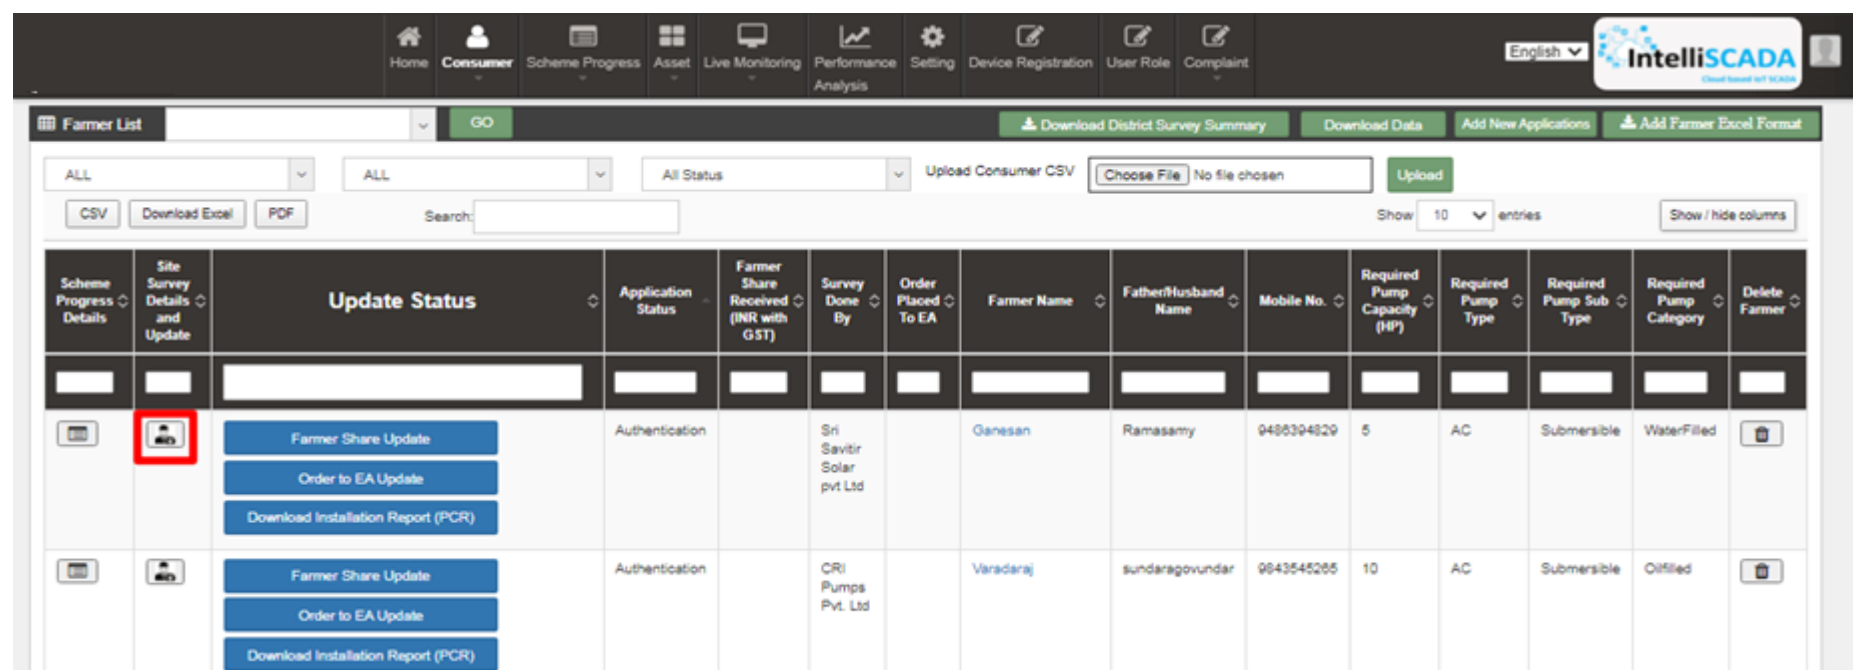 Home Consumer Scheme Progress Asset Live Monitoring Performance Analysis Setting Device Registration User Role Complaint
English
IntelliSCADA
Cloud based IoT SCADA
Farmer List
GO
Download District Survey Summary
Download Data
Add New Applications
Add Farmer Excel Format
ALL
ALL
All Status
Upload Consumer CSV
Choose File No file chosen
Upload
CSV
Download Excel
PDF
Search:
Show 10 entries
Show / hide columns
Scheme Progress Details
Site Survey Details and Update
Update Status
Application Status
Farmer Share Received (INR with GST)
Survey Done By
Order Placed To EA
Farmer Name
Father/Husband Name
Mobile No.
Required Pump Capacity (HP)
Required Pump Type
Required Pump Sub Type
Required Pump Category
Delete Farmer
Farmer Share Update
Order to EA Update
Download Installation Report (PCR)
Authentication
Sri Savitir Solar pvt Ltd
Ganesan
Ramasamy
9486394829
5
AC
Submersible
WaterFilled
Farmer Share Update
Order to EA Update
Download Installation Report (PCR)
Authentication
CRI Pumps Pvt. Ltd
Varadaraj
sundaragovundar
9843545265
10
AC
Submersible
Oilfilled